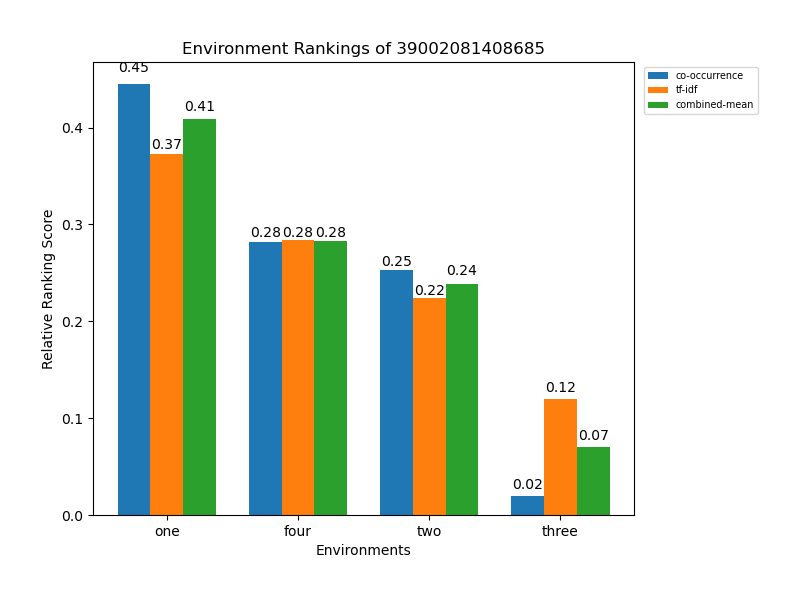 Environment Rankings of 39002081408685
co-occurrence
tf-idf
combined-mean
0.45
0.37
0.41
0.28
0.28
0.28
0.25
0.22
0.24
0.02
0.12
0.07
0.4
0.3
0.2
0.1
0.0
Relative Ranking Score
one
four
two
three
Environments